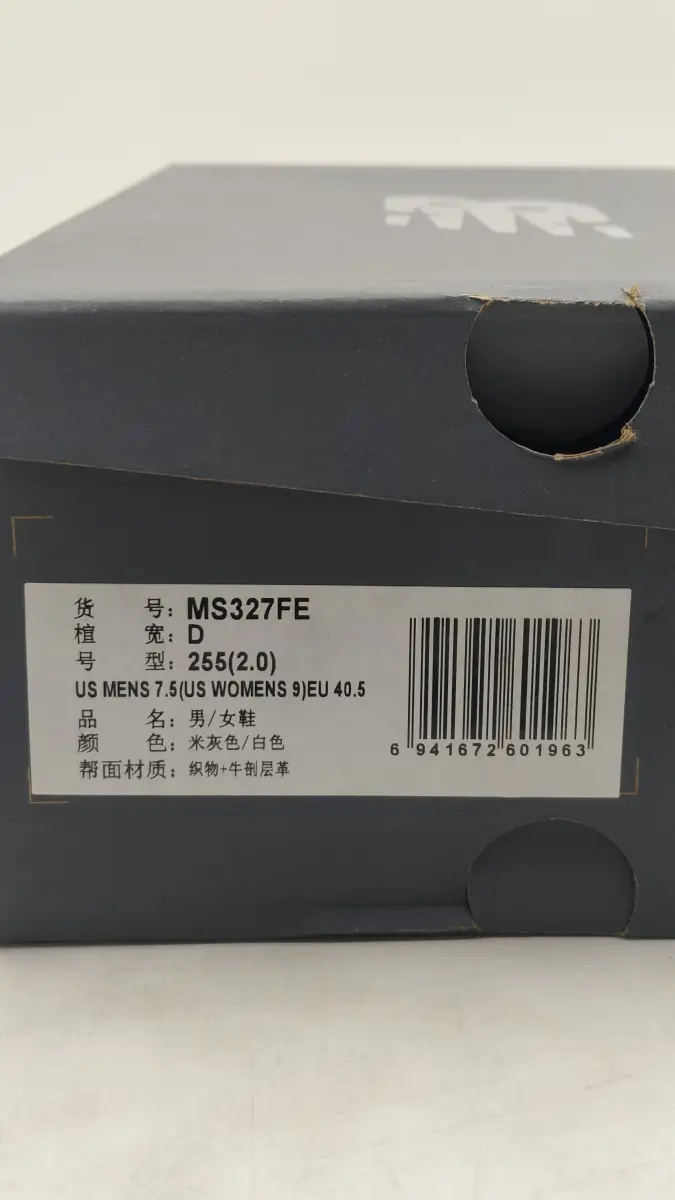 货 号: MS327FE
楦 宽: D
号 型: 255(2.0)
US MENS 7.5(US WOMENS 9)EU 40.5
品 名: 男/女鞋
颜 色: 米灰色/白色
帮面材质: 织物+牛剖层革
6 941672 601963